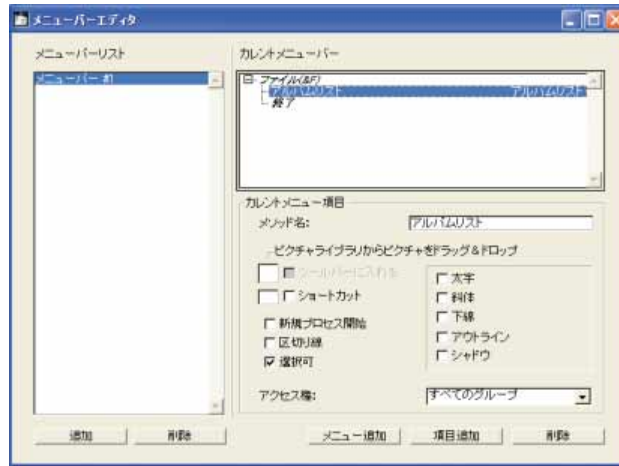 メニューバーエディタ
メニューバーリスト
カレントメニューバー
メニューバー #1
ファイル(&F)
アルバムリスト アルバムリスト
終了
カレントメニュー項目
メソッド名: アルバムリスト
ピクチャライブラリからピクチャをドラッグ&ドロップ
ツールバーに入れる
ショートカット
新規プロセス開始
区切り線
選択可
太字
斜体
下線
アウトライン
シャドウ
アクセス権: すべてのグループ
追加 削除 メニュー追加 項目追加 削除